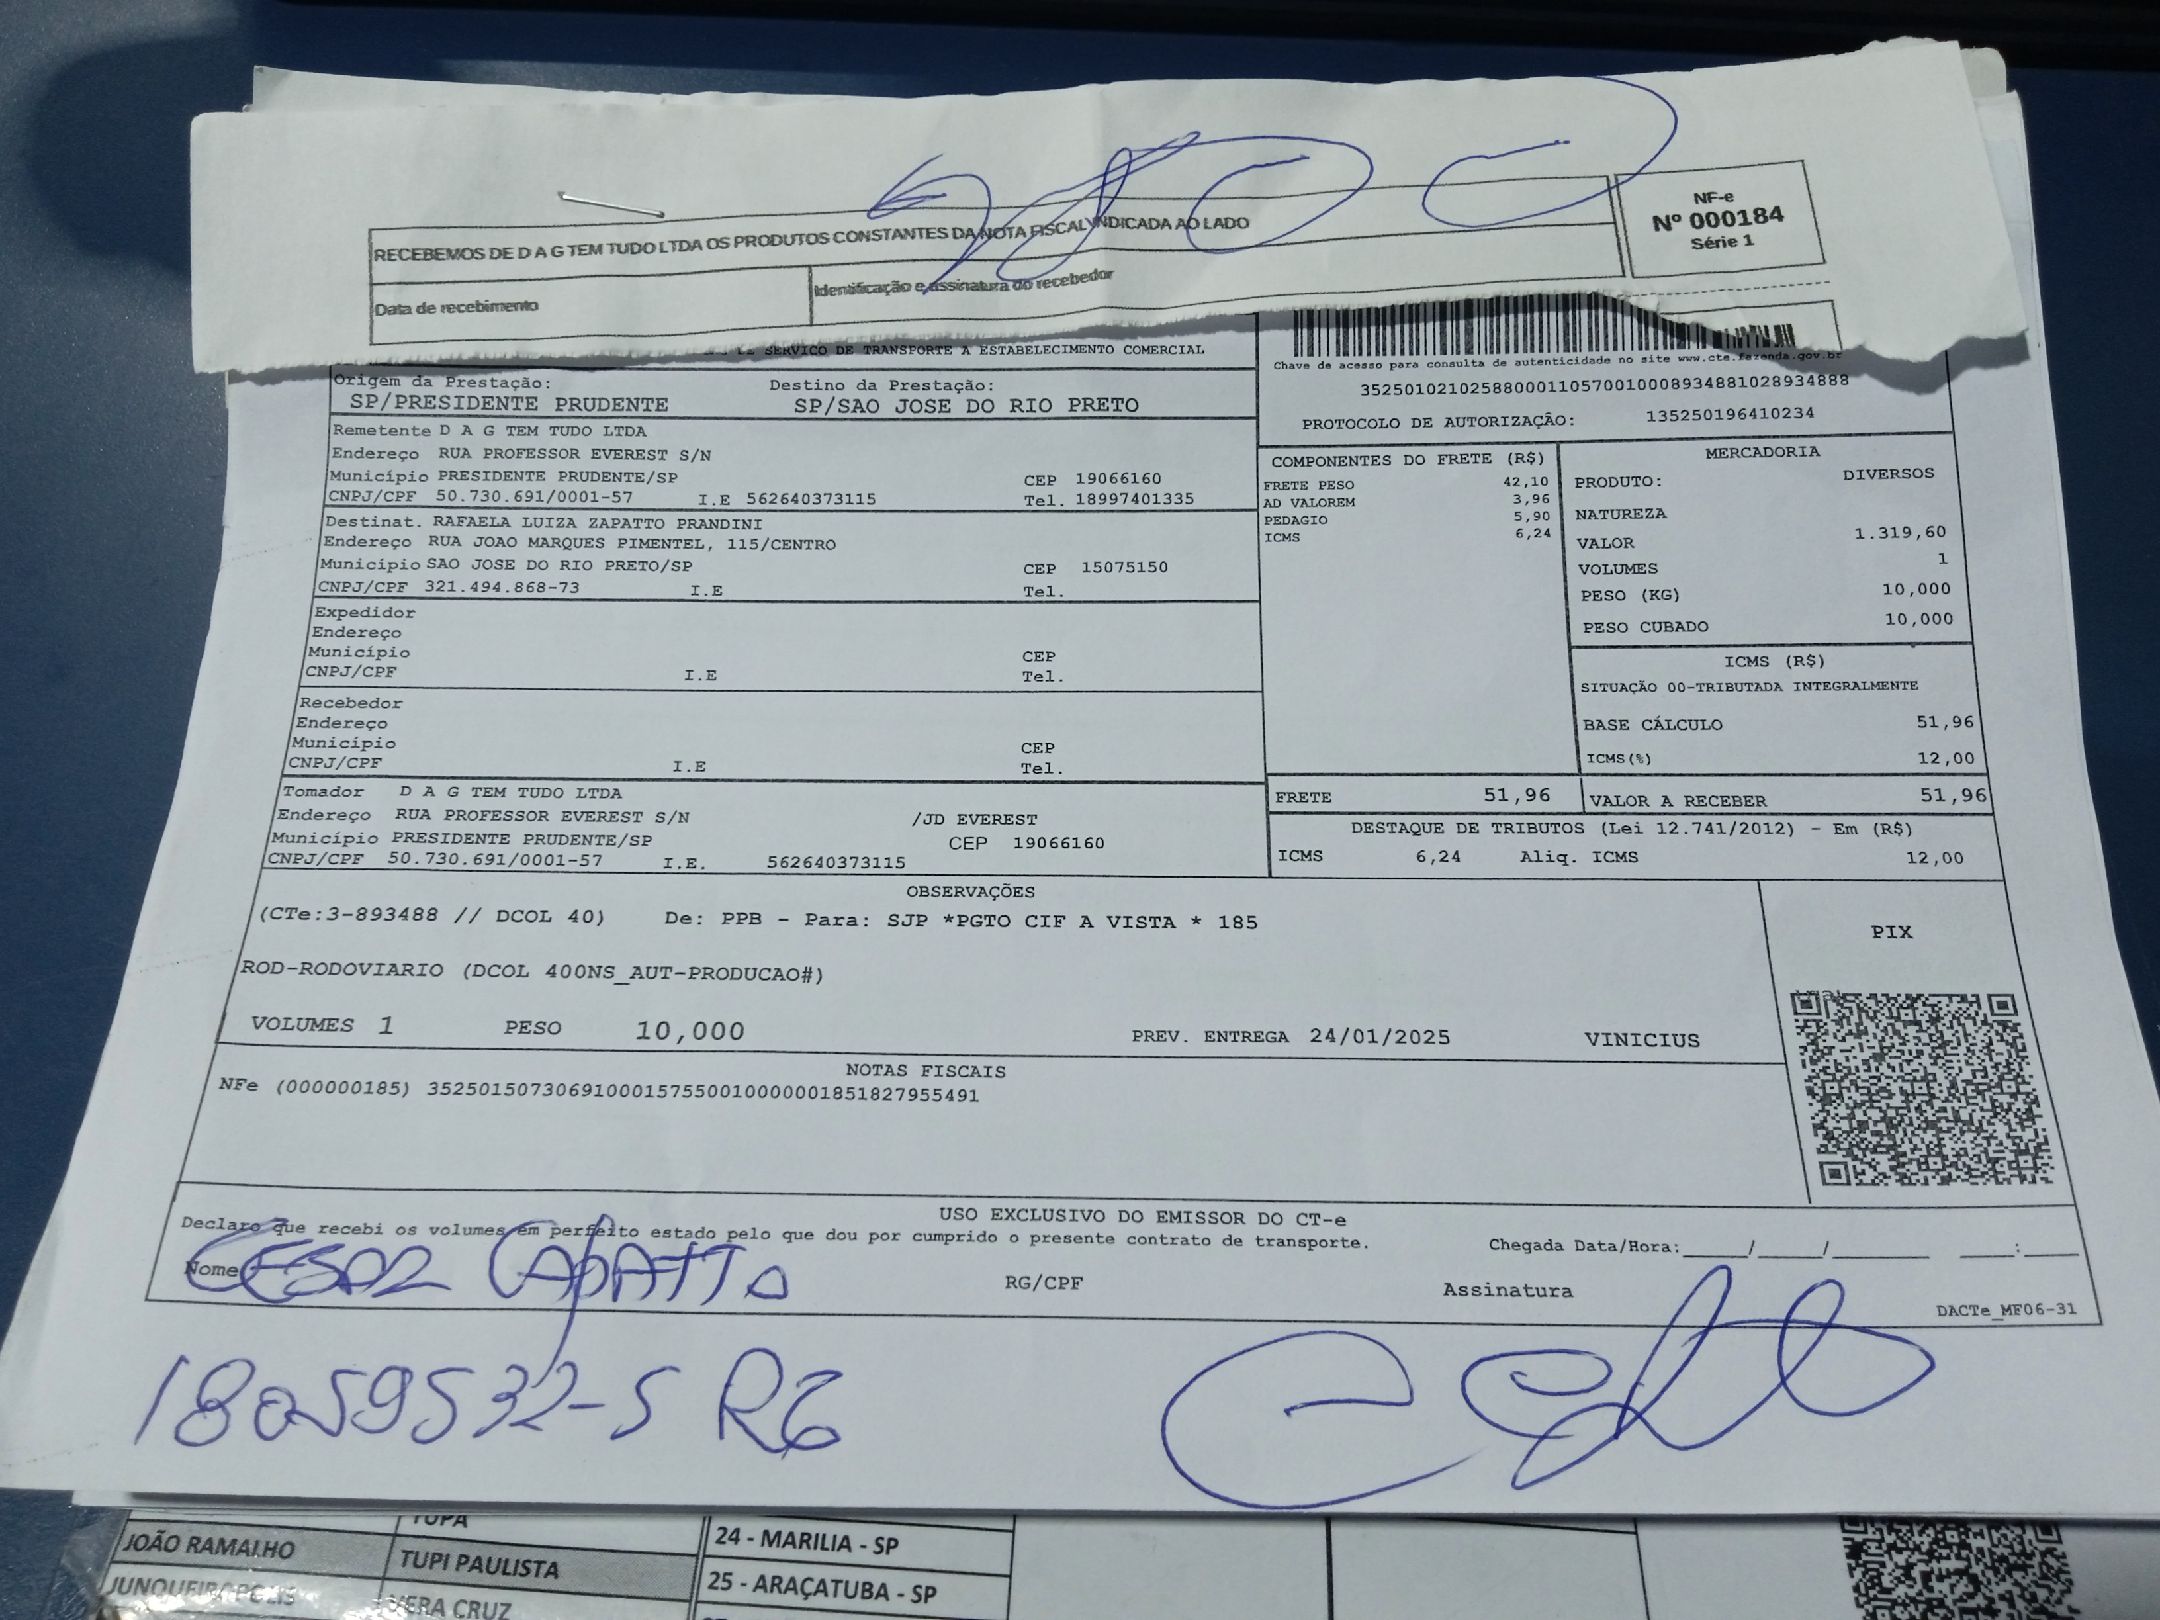 RECEBEMOS DE D A G TEM TUDO LTDA OS PRODUTOS CONSTANTES DA NOTA FISCAL INDICADA AO LADO
Data de recebimento
Identificação e assinatura do recebedor
NF-e
Nº 000184
Série 1
SERVICO DE TRANSPORTE A ESTABELECIMENTO COMERCIAL
Origem da Prestação: Destino da Prestação:
SP/PRESIDENTE PRUDENTE SP/SAO JOSE DO RIO PRETO
Chave de acesso para consulta de autenticidade no site www.cte.fazenda.gov.br
35250102102588000110570010008934881028934888
PROTOCOLO DE AUTORIZAÇÃO: 135250196410234
Remetente D A G TEM TUDO LTDA
Endereço RUA PROFESSOR EVEREST S/N
Município PRESIDENTE PRUDENTE/SP CEP 19066160
CNPJ/CPF 50.730.691/0001-57 I.E 562640373115 Tel. 18997401335
Destinat. RAFAELA LUIZA ZAPATTO PRANDINI
Endereço RUA JOAO MARQUES PIMENTEL, 115/CENTRO
Município SAO JOSE DO RIO PRETO/SP CEP 15075150
CNPJ/CPF 321.494.868-73 I.E Tel.
Expedidor
Endereço
Município CEP
CNPJ/CPF I.E Tel.
Recebedor
Endereço
Município CEP
CNPJ/CPF I.E Tel.
Tomador D A G TEM TUDO LTDA
Endereço RUA PROFESSOR EVEREST S/N /JD EVEREST
Município PRESIDENTE PRUDENTE/SP CEP 19066160
CNPJ/CPF 50.730.691/0001-57 I.E. 562640373115
COMPONENTES DO FRETE (R$)
FRETE PESO 42,10
AD VALOREM 3,96
PEDAGIO 5,90
ICMS 6,24
MERCADORIA
PRODUTO: DIVERSOS
NATUREZA
VALOR 1.319,60
VOLUMES 1
PESO (KG) 10,000
PESO CUBADO 10,000
ICMS (R$)
SITUAÇÃO 00-TRIBUTADA INTEGRALMENTE
BASE CÁLCULO 51,96
ICMS(%) 12,00
FRETE 51,96 VALOR A RECEBER 51,96
DESTAQUE DE TRIBUTOS (Lei 12.741/2012) - Em (R$)
ICMS 6,24 Aliq. ICMS 12,00
OBSERVAÇÕES
(CTe:3-893488 // DCOL 40) De: PPB - Para: SJP *PGTO CIF A VISTA * 185
ROD-RODOVIARIO (DCOL 400NS_AUT-PRODUCAO#)
PIX
VOLUMES 1 PESO 10,000 PREV. ENTREGA 24/01/2025 VINICIUS
NOTAS FISCAIS
NFe (000000185) 35250150730691000157550010000001851827955491
USO EXCLUSIVO DO EMISSOR DO CT-e
Declaro que recebi os volumes em perfeito estado pelo que dou por cumprido o presente contrato de transporte.
Chegada Data/Hora:____/____/______ ____:____
Nome CESAR ZAPATTO RG/CPF Assinatura
DACTe_MF06-31
18059532-5 RG
TUPA
JOÃO RAMALHO TUPI PAULISTA 24 - MARILIA - SP
VERA CRUZ 25 - ARAÇATUBA - SP